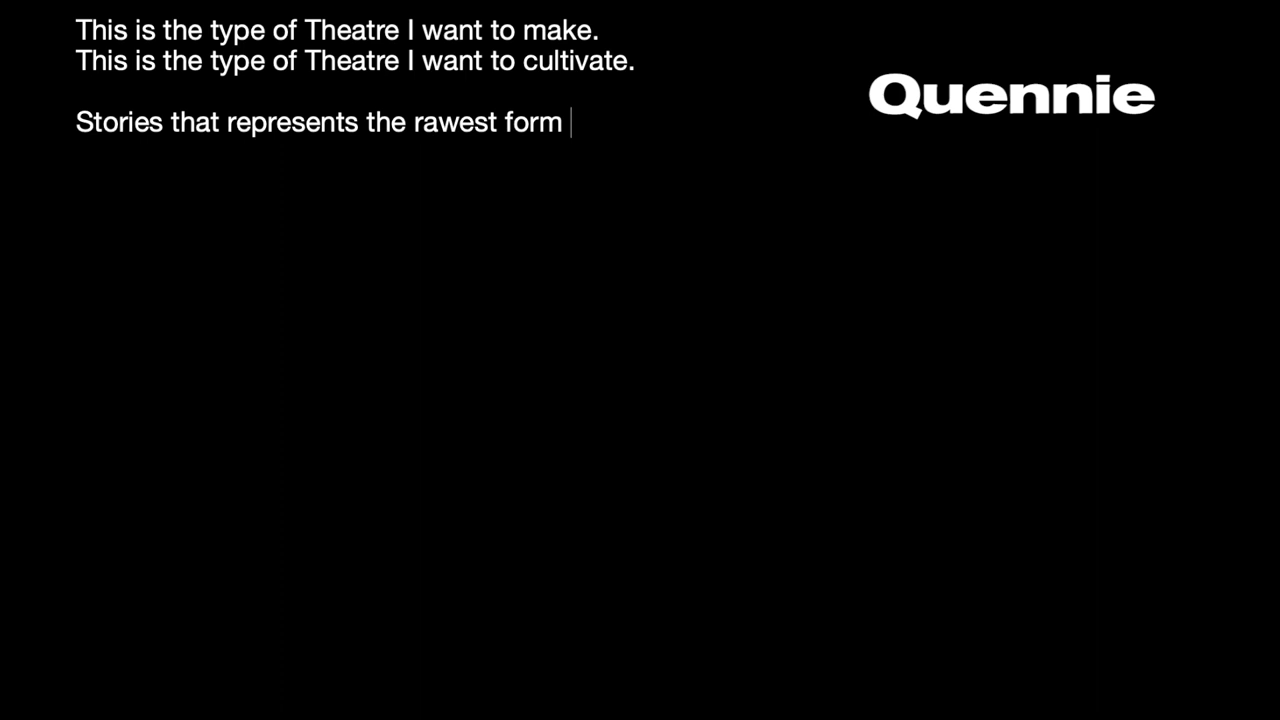 This is the type of Theatre I want to make.
This is the type of Theatre I want to cultivate.
Quennie
Stories that represents the rawest form